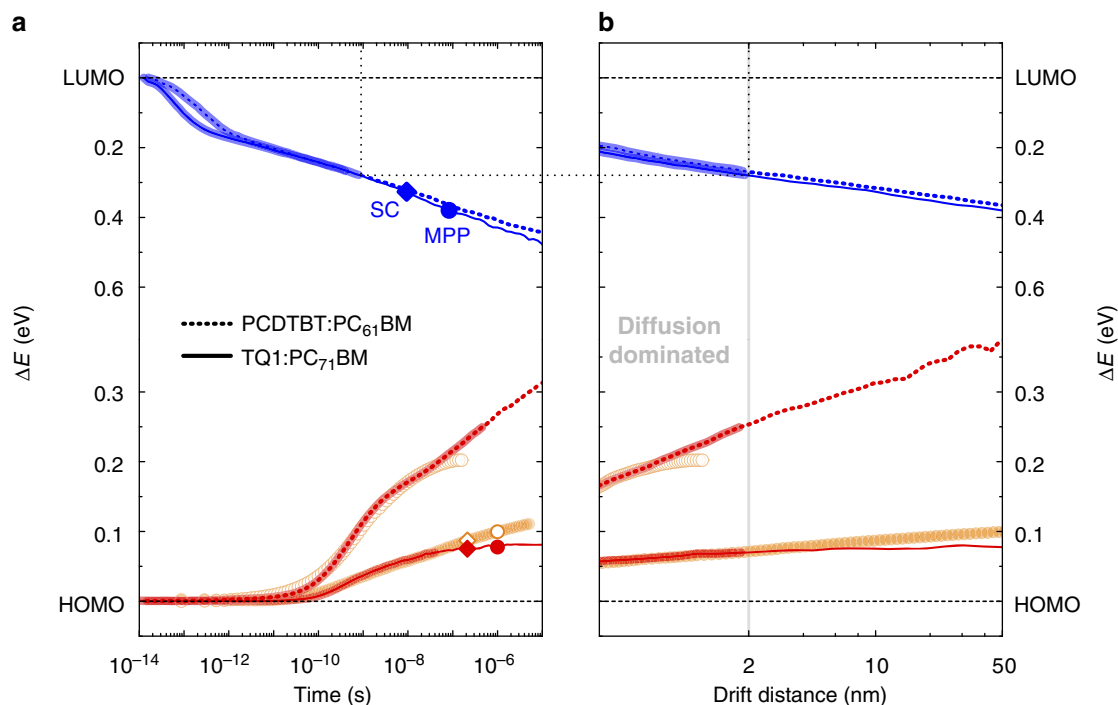 a
b
LUMO
LUMO
0.2
0.2
SC
0.4
0.4
MPP
0.6
0.6
PCDTBT:PC₆₁BM
TQ1:PC₇₁BM
Diffusion
dominated
ΔE (eV)
ΔE (eV)
0.3
0.3
0.2
0.2
0.1
0.1
HOMO
HOMO
10⁻¹⁴ 10⁻¹² 10⁻¹⁰ 10⁻⁸ 10⁻⁶
2 10 50
Time (s)
Drift distance (nm)